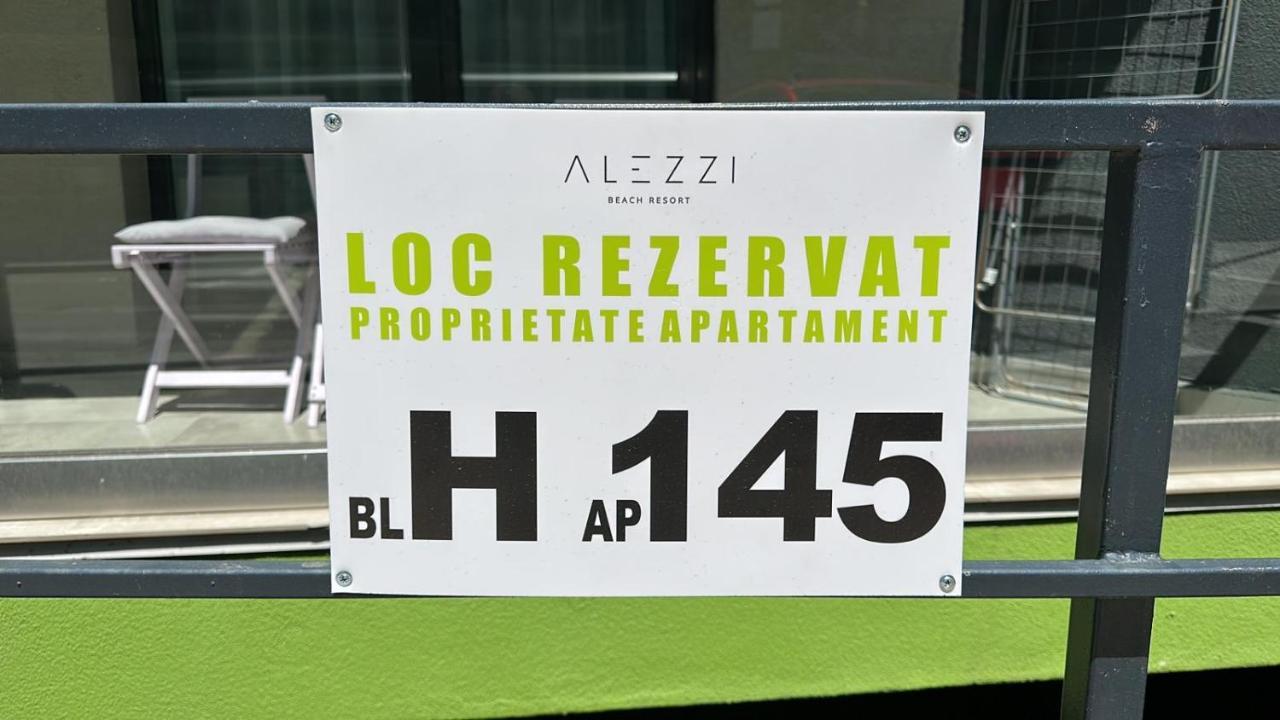 ALEZZI
BEACH RESORT
LOC REZERVAT
PROPRIETATE APARTAMENT
BL H AP 145